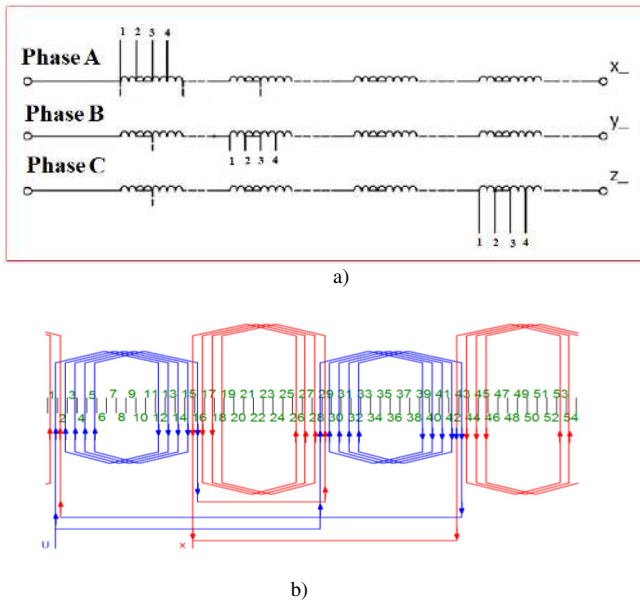 1 2 3 4
Phase A
X_
Phase B
y_
1 2 3 4
Phase C
z_
1 2 3 4
a)
1 3 5 7 9 11 13 15 17 19 21 23 25 27 29 31 33 35 37 39 41 43 45 47 49 51 53
2 4 6 8 10 12 14 16 18 20 22 24 26 28 30 32 34 36 38 40 42 44 46 48 50 52 54
U X
b)